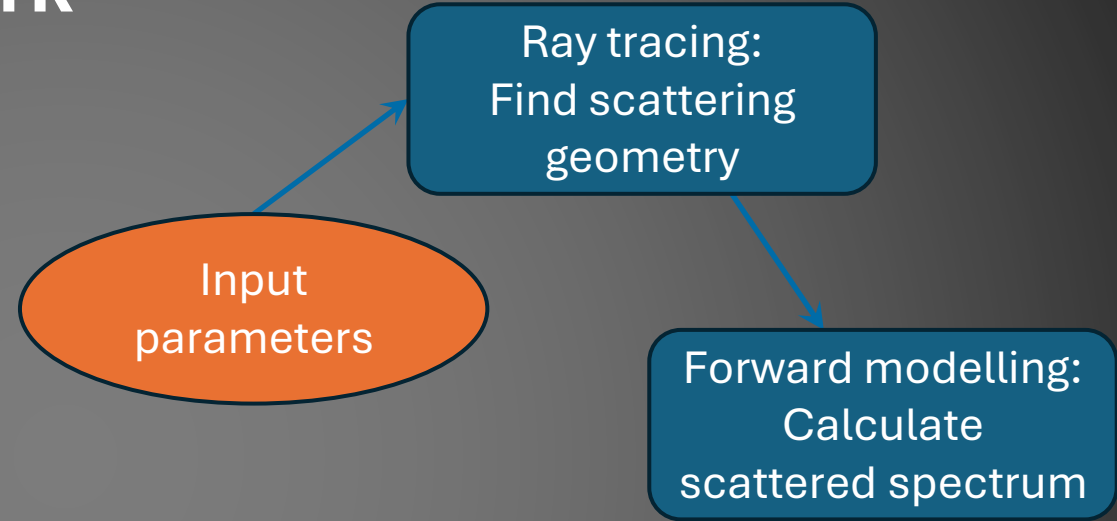 Ray tracing:
Find scattering
geometry
Input
parameters
Forward modelling:
Calculate
scattered spectrum